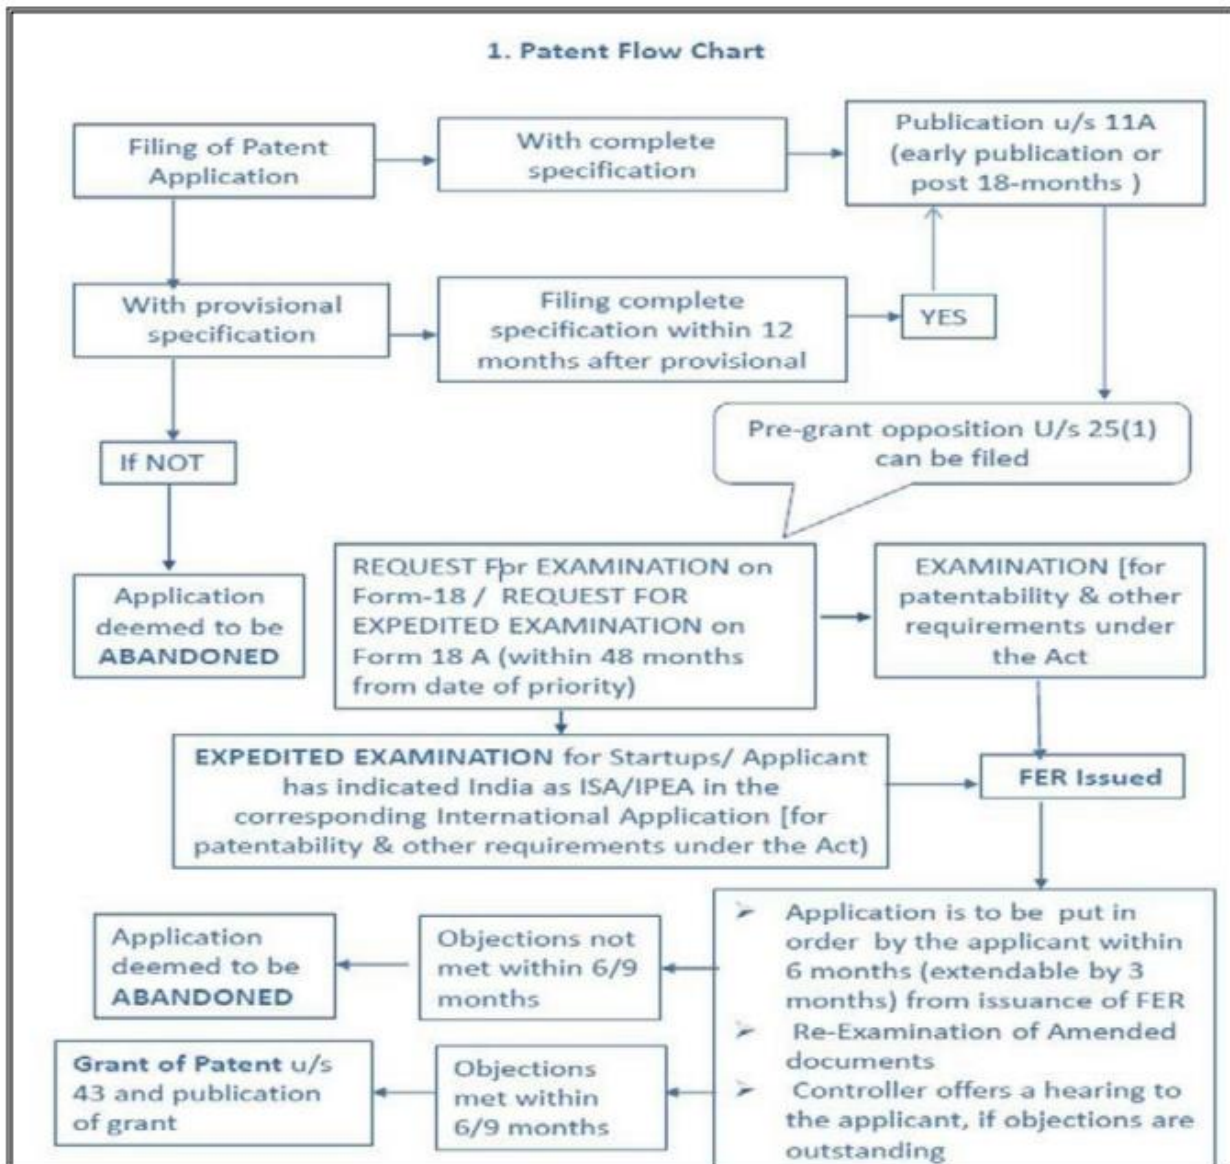 1. Patent Flow Chart
Filing of Patent
Application
With complete
specification
Publication u/s 11A
(early publication or
post 18-months )
With provisional
specification
Filing complete
specification within 12
months after provisional
YES
Pre-grant opposition U/s 25(1)
can be filed
If NOT
Application
deemed to be
ABANDONED
REQUEST For EXAMINATION on
Form-18 / REQUEST FOR
EXPEDITED EXAMINATION on
Form 18 A (within 48 months
from date of priority)
EXAMINATION [for
patentability & other
requirements under
the Act
EXPEDITED EXAMINATION for Startups/ Applicant
has indicated India as ISA/IPEA in the
corresponding International Application [for
patentability & other requirements under the Act)
FER Issued
Application
deemed to be
ABANDONED
Objections not
met within 6/9
months
➢ Application is to be put in
order by the applicant within
6 months (extendable by 3
months) from issuance of FER
➢ Re-Examination of Amended
documents
➢ Controller offers a hearing to
the applicant, if objections are
outstanding
Grant of Patent u/s
43 and publication
of grant
Objections
met within
6/9 months